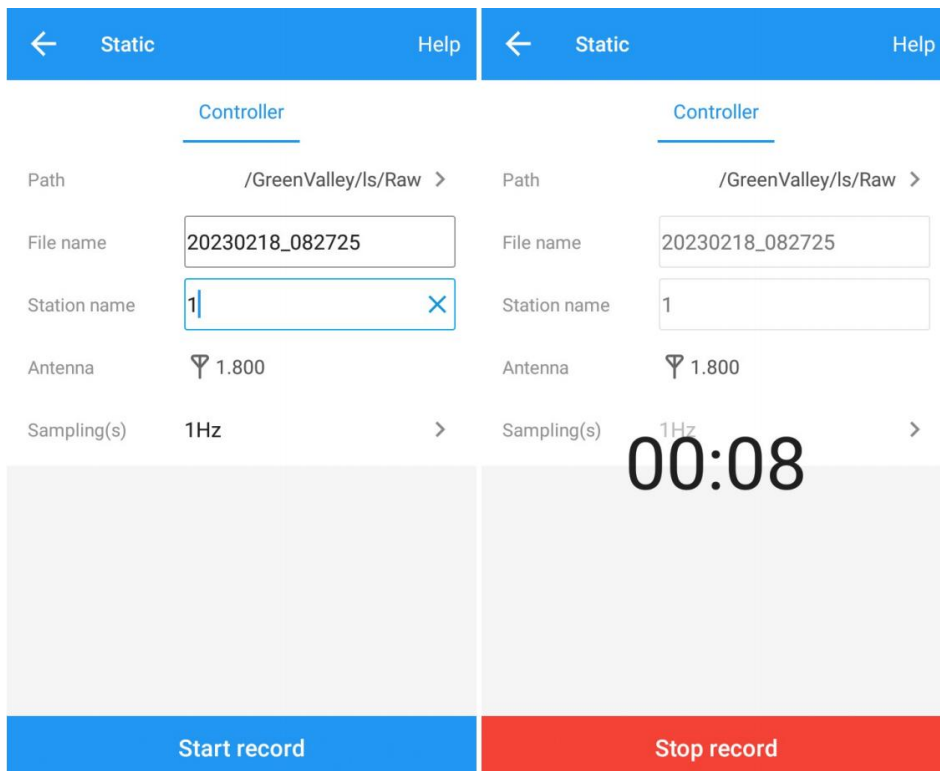 Static Help
Controller
Path /GreenValley/ls/Raw
File name 20230218_082725
Station name 1
Antenna 1.800
Sampling(s) 1Hz
Start record
Static Help
Controller
Path /GreenValley/ls/Raw
File name 20230218_082725
Station name 1
Antenna 1.800
Sampling(s) 1Hz
00:08
Stop record